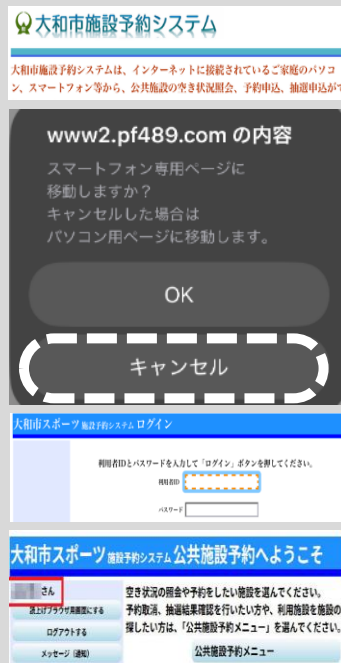 大和市施設予約システム
大和市施設予約システムは、インターネットに接続されているご家庭のパソコ
ン、スマートフォン等から、公共施設の空き状況照会、予約申込、抽選申込が
www2.pf489.com の内容
スマートフォン専用ページに
移動しますか？
キャンセルした場合は
パソコン用ページに移動します。
OK
キャンセル
大和市スポーツ施設予約システム ログイン
利用者IDとパスワードを入力して「ログイン」ボタンを押してください。
利用者ID
パスワード
大和市スポーツ 施設予約システム 公共施設予約へようこそ
さん
空き状況の照会や予約をしたい施設を選んでください。
読上げブラウザ用画面にする
予約取消、抽選結果確認を行いたい方や、利用施設を施設の
ログアウトする
探したい方は、「公共施設予約メニュー」を選んでください。
メッセージ（通知）
公共施設予約メニュー